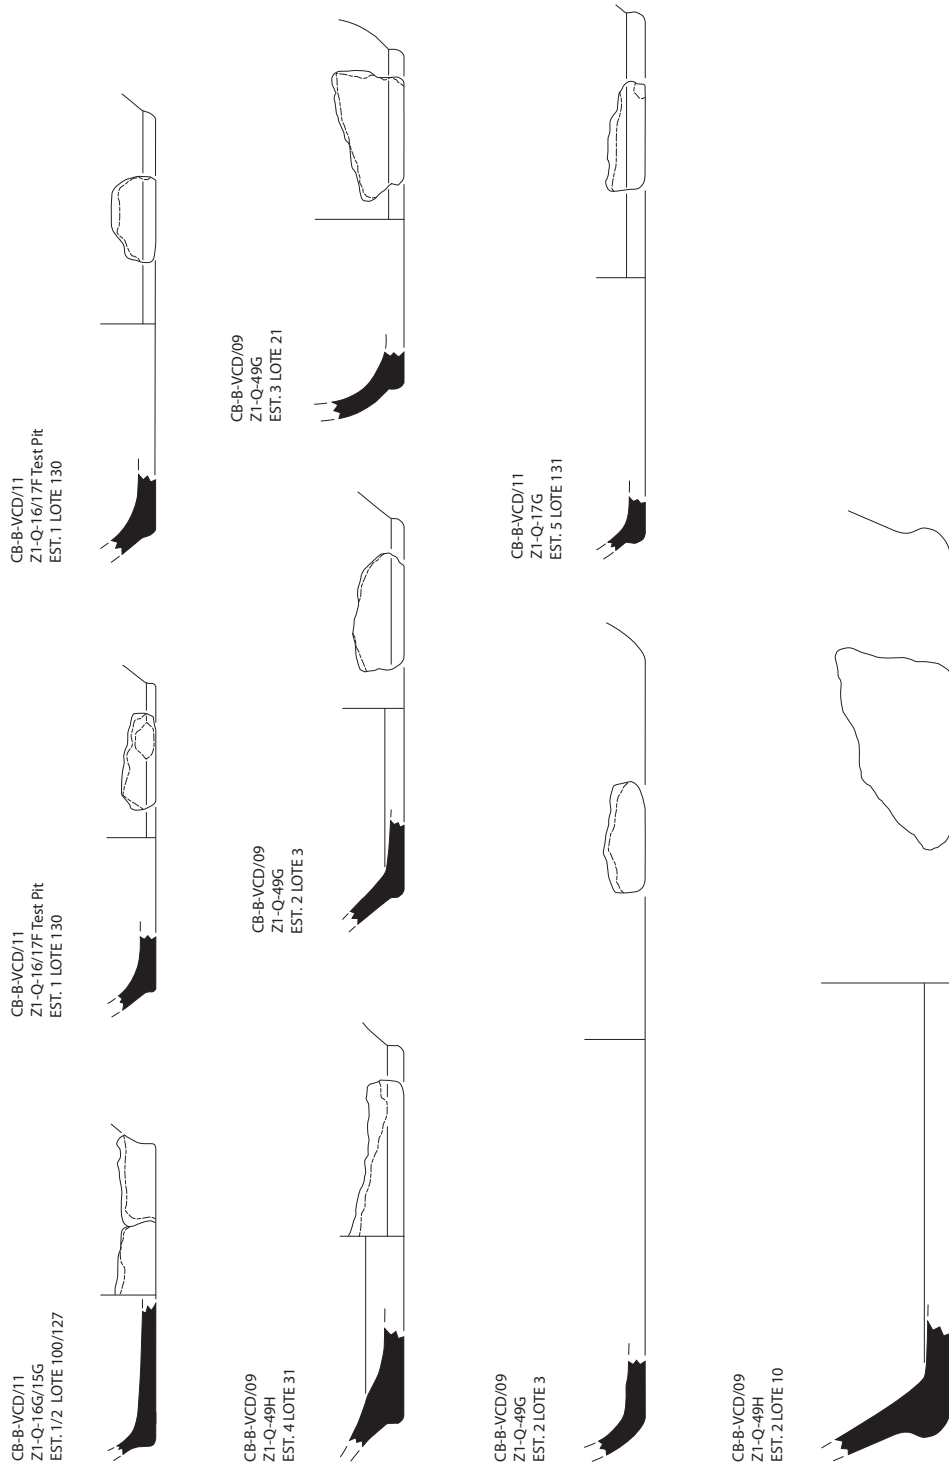 CB-B-VCD/11
Z1-Q-16G/15G
EST. 1/2 LOTE 100/127
CB-B-VCD/11
Z1-Q-16/17F Test Pit
EST. 1 LOTE 130
CB-B-VCD/11
Z1-Q-16/17F Test Pit
EST. 1 LOTE 130
CB-B-VCD/09
Z1-Q-49H
EST. 4 LOTE 31
CB-B-VCD/09
Z1-Q-49G
EST. 2 LOTE 3
CB-B-VCD/09
Z1-Q-49G
EST. 3 LOTE 21
CB-B-VCD/09
Z1-Q-49G
EST. 2 LOTE 3
CB-B-VCD/11
Z1-Q-17G
EST. 5 LOTE 131
CB-B-VCD/09
Z1-Q-49H
EST. 2 LOTE 10